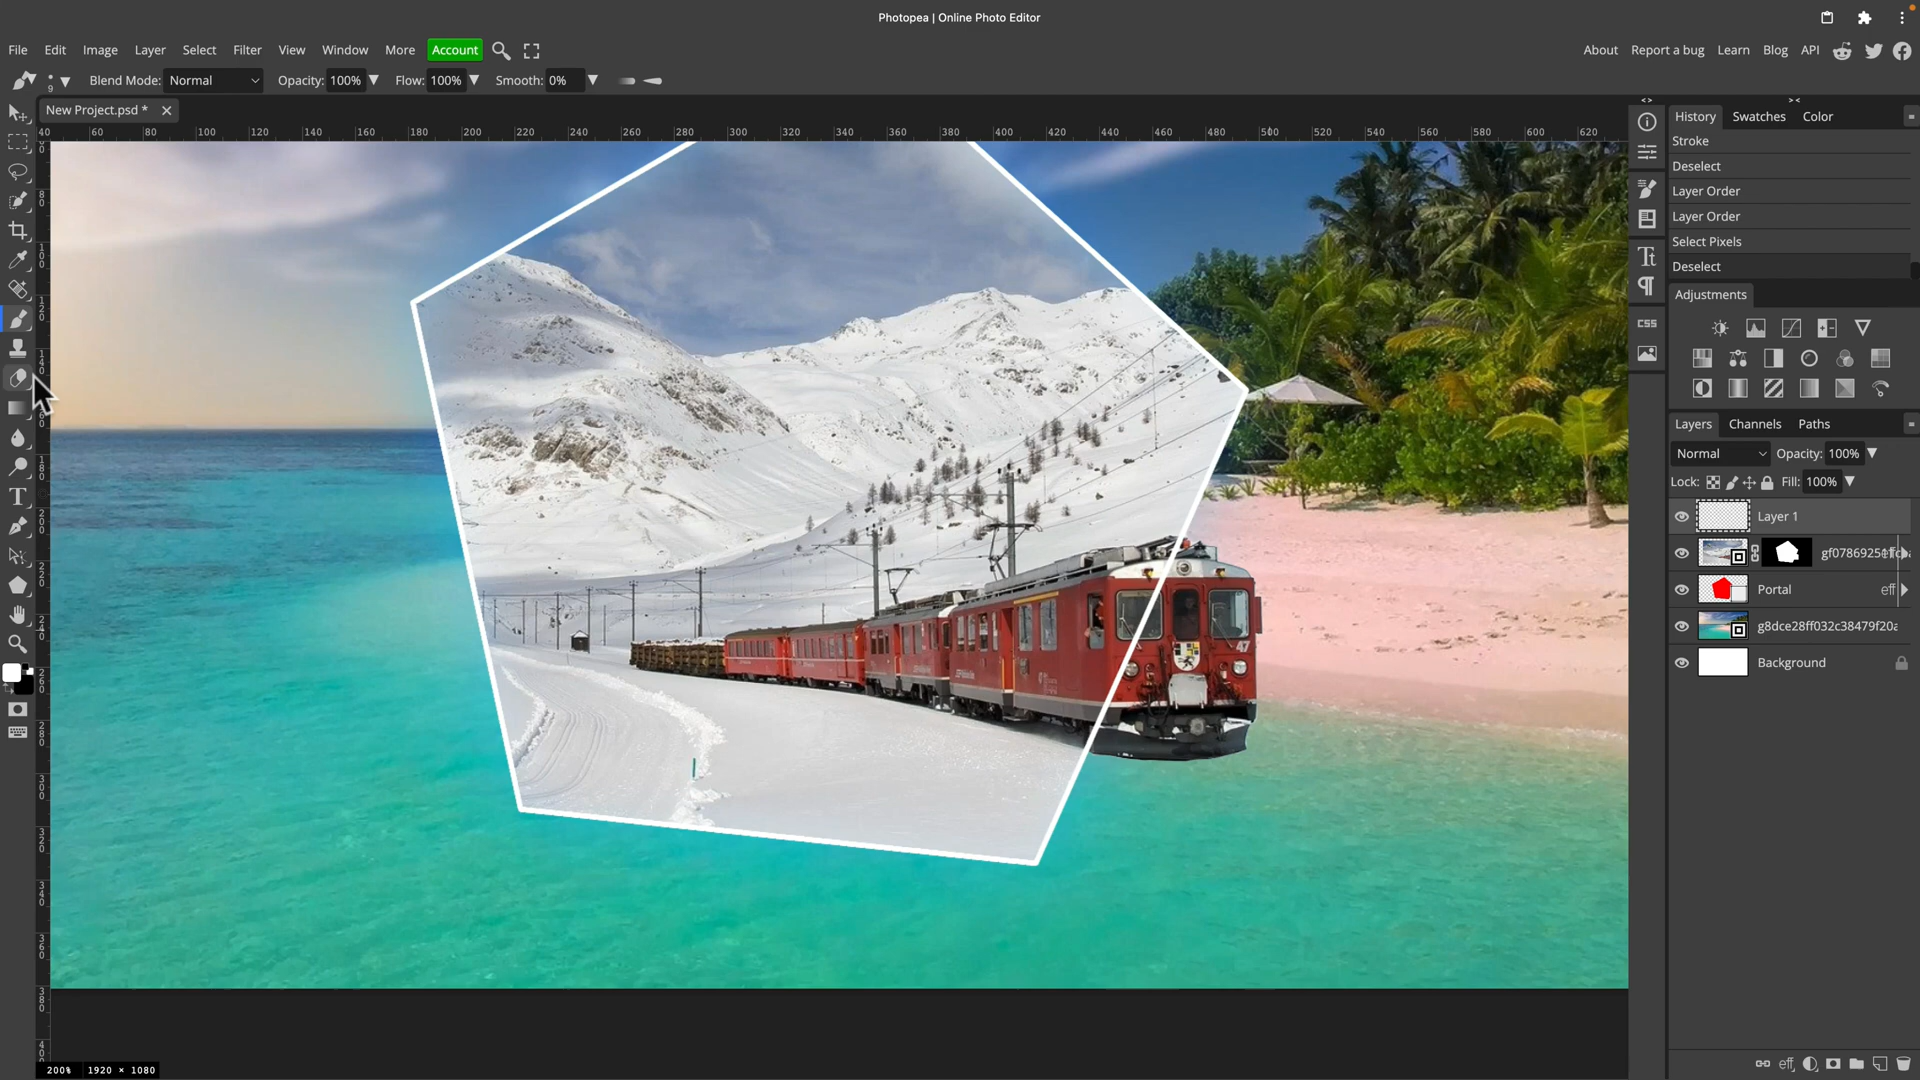 Photopea | Online Photo Editor
File Edit Image Layer Select Filter View Window More Account
About Report a bug Learn Blog API
9 Blend Mode: Normal Opacity: 100% Flow: 100% Smooth: 0%
New Project.psd *
40 60 80 100 120 140 160 180 200 220 240 260 280 300 320 340 360 380 400 420 440 460 480 500 520 540 560 580 600 620
History Swatches Color
Stroke
Deselect
Layer Order
Layer Order
Select Pixels
Deselect
CSS
Adjustments
Layers Channels Paths
Normal Opacity: 100%
Lock: Fill: 100%
Layer 1
Portal eff
g8dce28ff032c38479f20a
Background
47
eff
200% 1920 × 1080